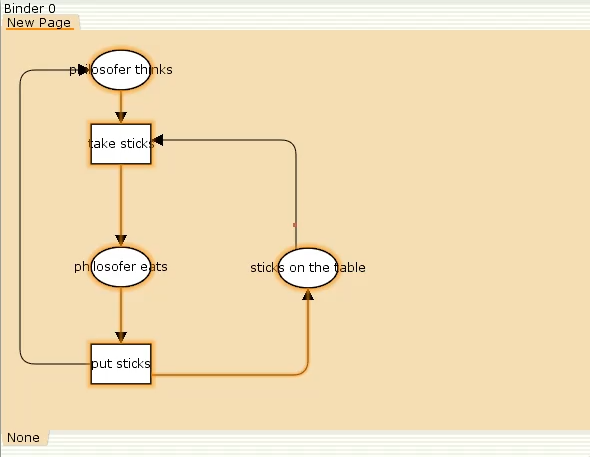 Binder 0
New Page
philosofer thinks
take sticks
philosofer eats
sticks on the table
put sticks
None